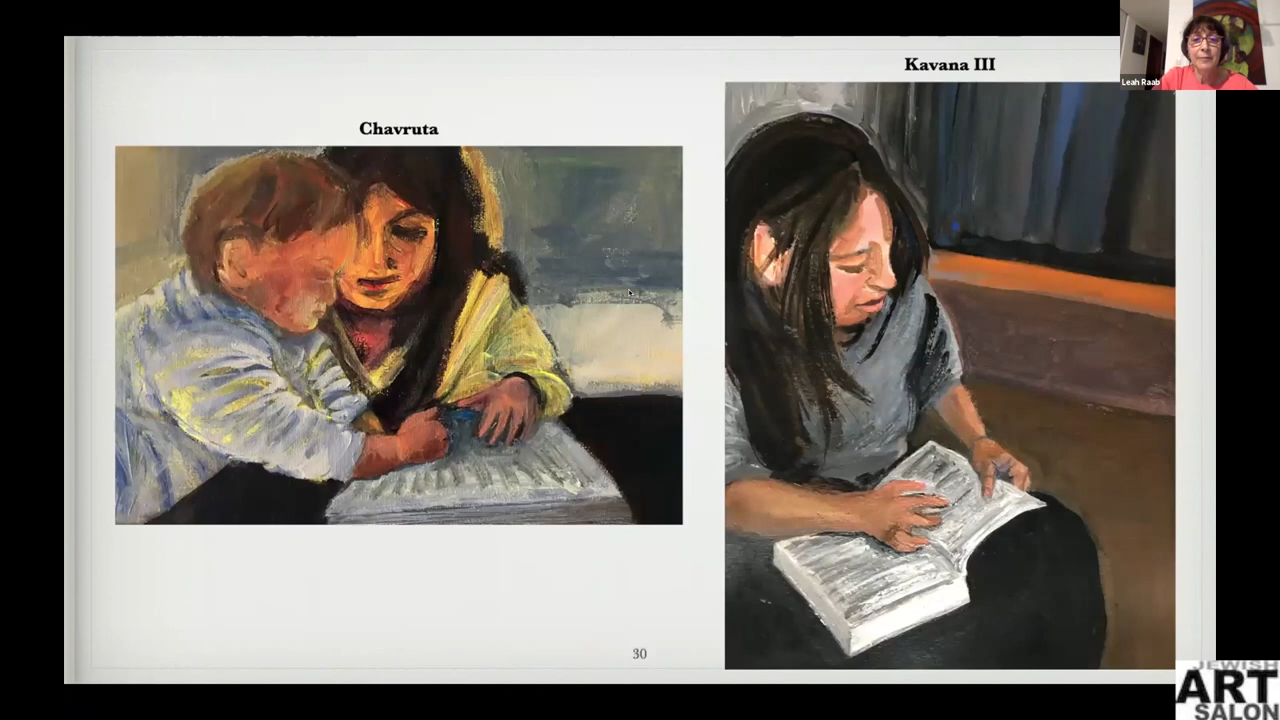 Kavana III
Leah Raab
Chavruta
30
JEWISH
ART
SALON